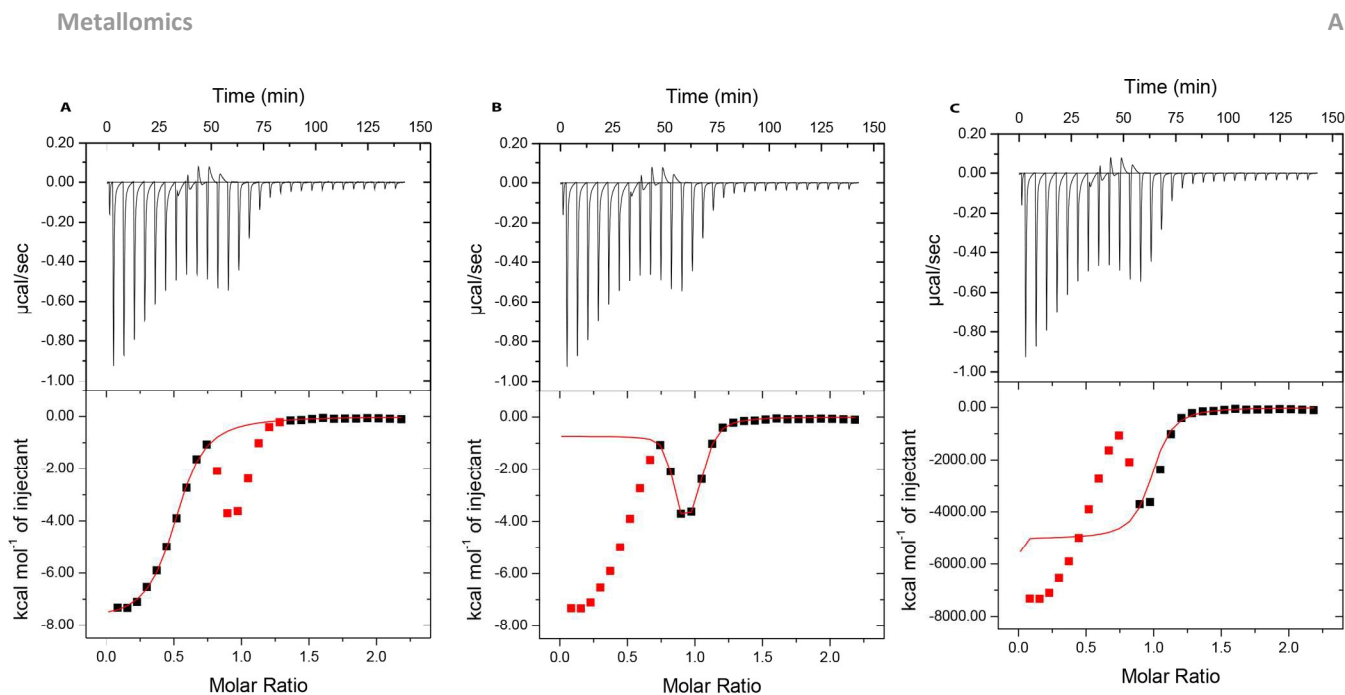 Metallomics A
A
Time (min)
0 25 50 75 100 125 150
0.20
0.00
-0.20
-0.40
-0.60
-0.80
-1.00
µcal/sec
0.00
-2.00
-4.00
-6.00
-8.00
kcal mol⁻¹ of injectant
0.0 0.5 1.0 1.5 2.0
Molar Ratio
B
Time (min)
0 25 50 75 100 125 150
0.20
0.00
-0.20
-0.40
-0.60
-0.80
-1.00
µcal/sec
0.00
-2.00
-4.00
-6.00
-8.00
kcal mol⁻¹ of injectant
0.0 0.5 1.0 1.5 2.0
Molar Ratio
C
Time (min)
0 25 50 75 100 125 150
0.20
0.00
-0.20
-0.40
-0.60
-0.80
-1.00
µcal/sec
0.00
-2000.00
-4000.00
-6000.00
-8000.00
kcal mol⁻¹ of injectant
0.0 0.5 1.0 1.5 2.0
Molar Ratio